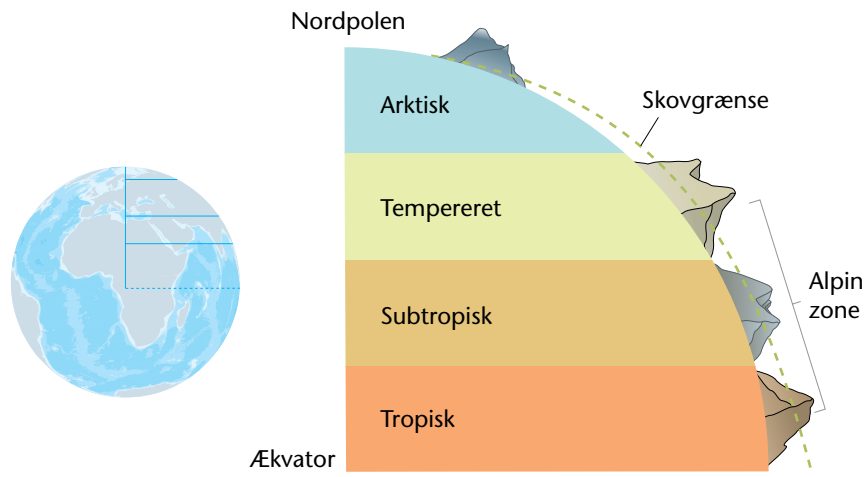 Nordpolen
Arktisk
Skovgrænse
Tempereret
Alpin
zone
Subtropisk
Tropisk
Ækvator